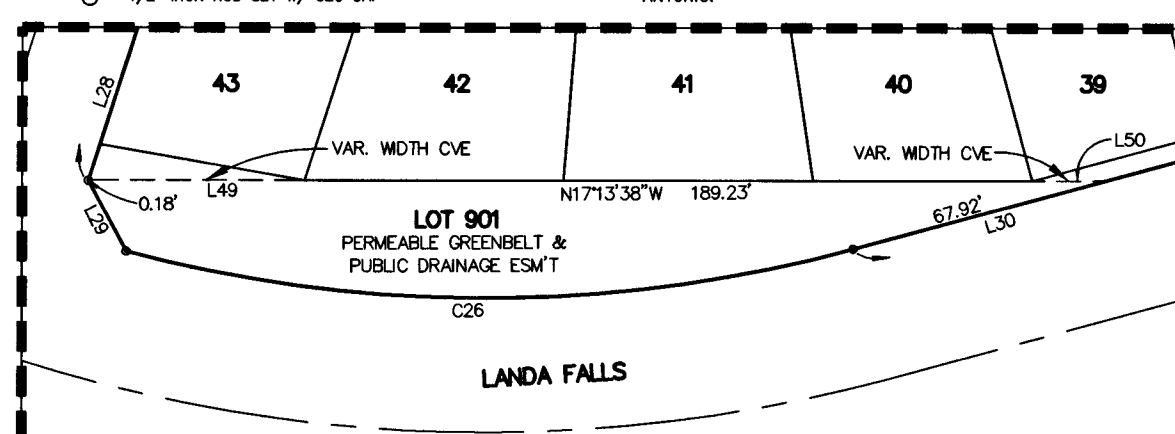 43
42
41
40
39
L28
VAR. WIDTH CVE
VAR. WIDTH CVE
L50
L49
N17°13'38"W 189.23'
0.18'
L29
LOT 901
PERMEABLE GREENBELT &
PUBLIC DRAINAGE ESM'T
67.92'
L30
C26
LANDA FALLS